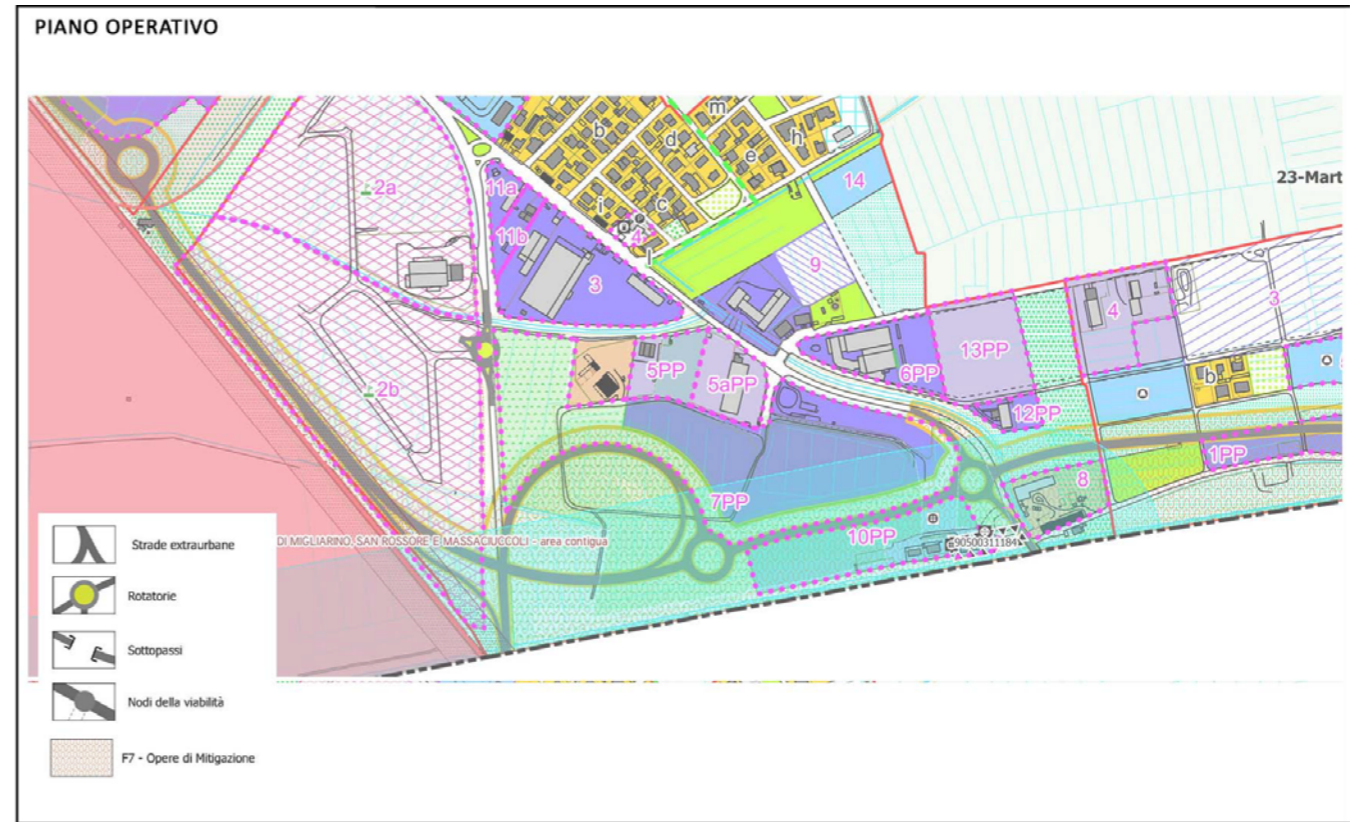 PIANO OPERATIVO
m.
b
d
h
e
2a
11a
14
23-Mart
i
c
11b
4
l
9
3
3
4
13PP
5PP
5aPP
6PP
b
2b
12PP
1PP
8
7PP
DI MIGLIARINO, SAN ROSSORE E MASSACIUCCOLI - area contigua
10PP
90500311184
Strade extraurbane
Rotatorie
Sottopassi
Nodi della viabilità
F7 - Opere di Mitigazione